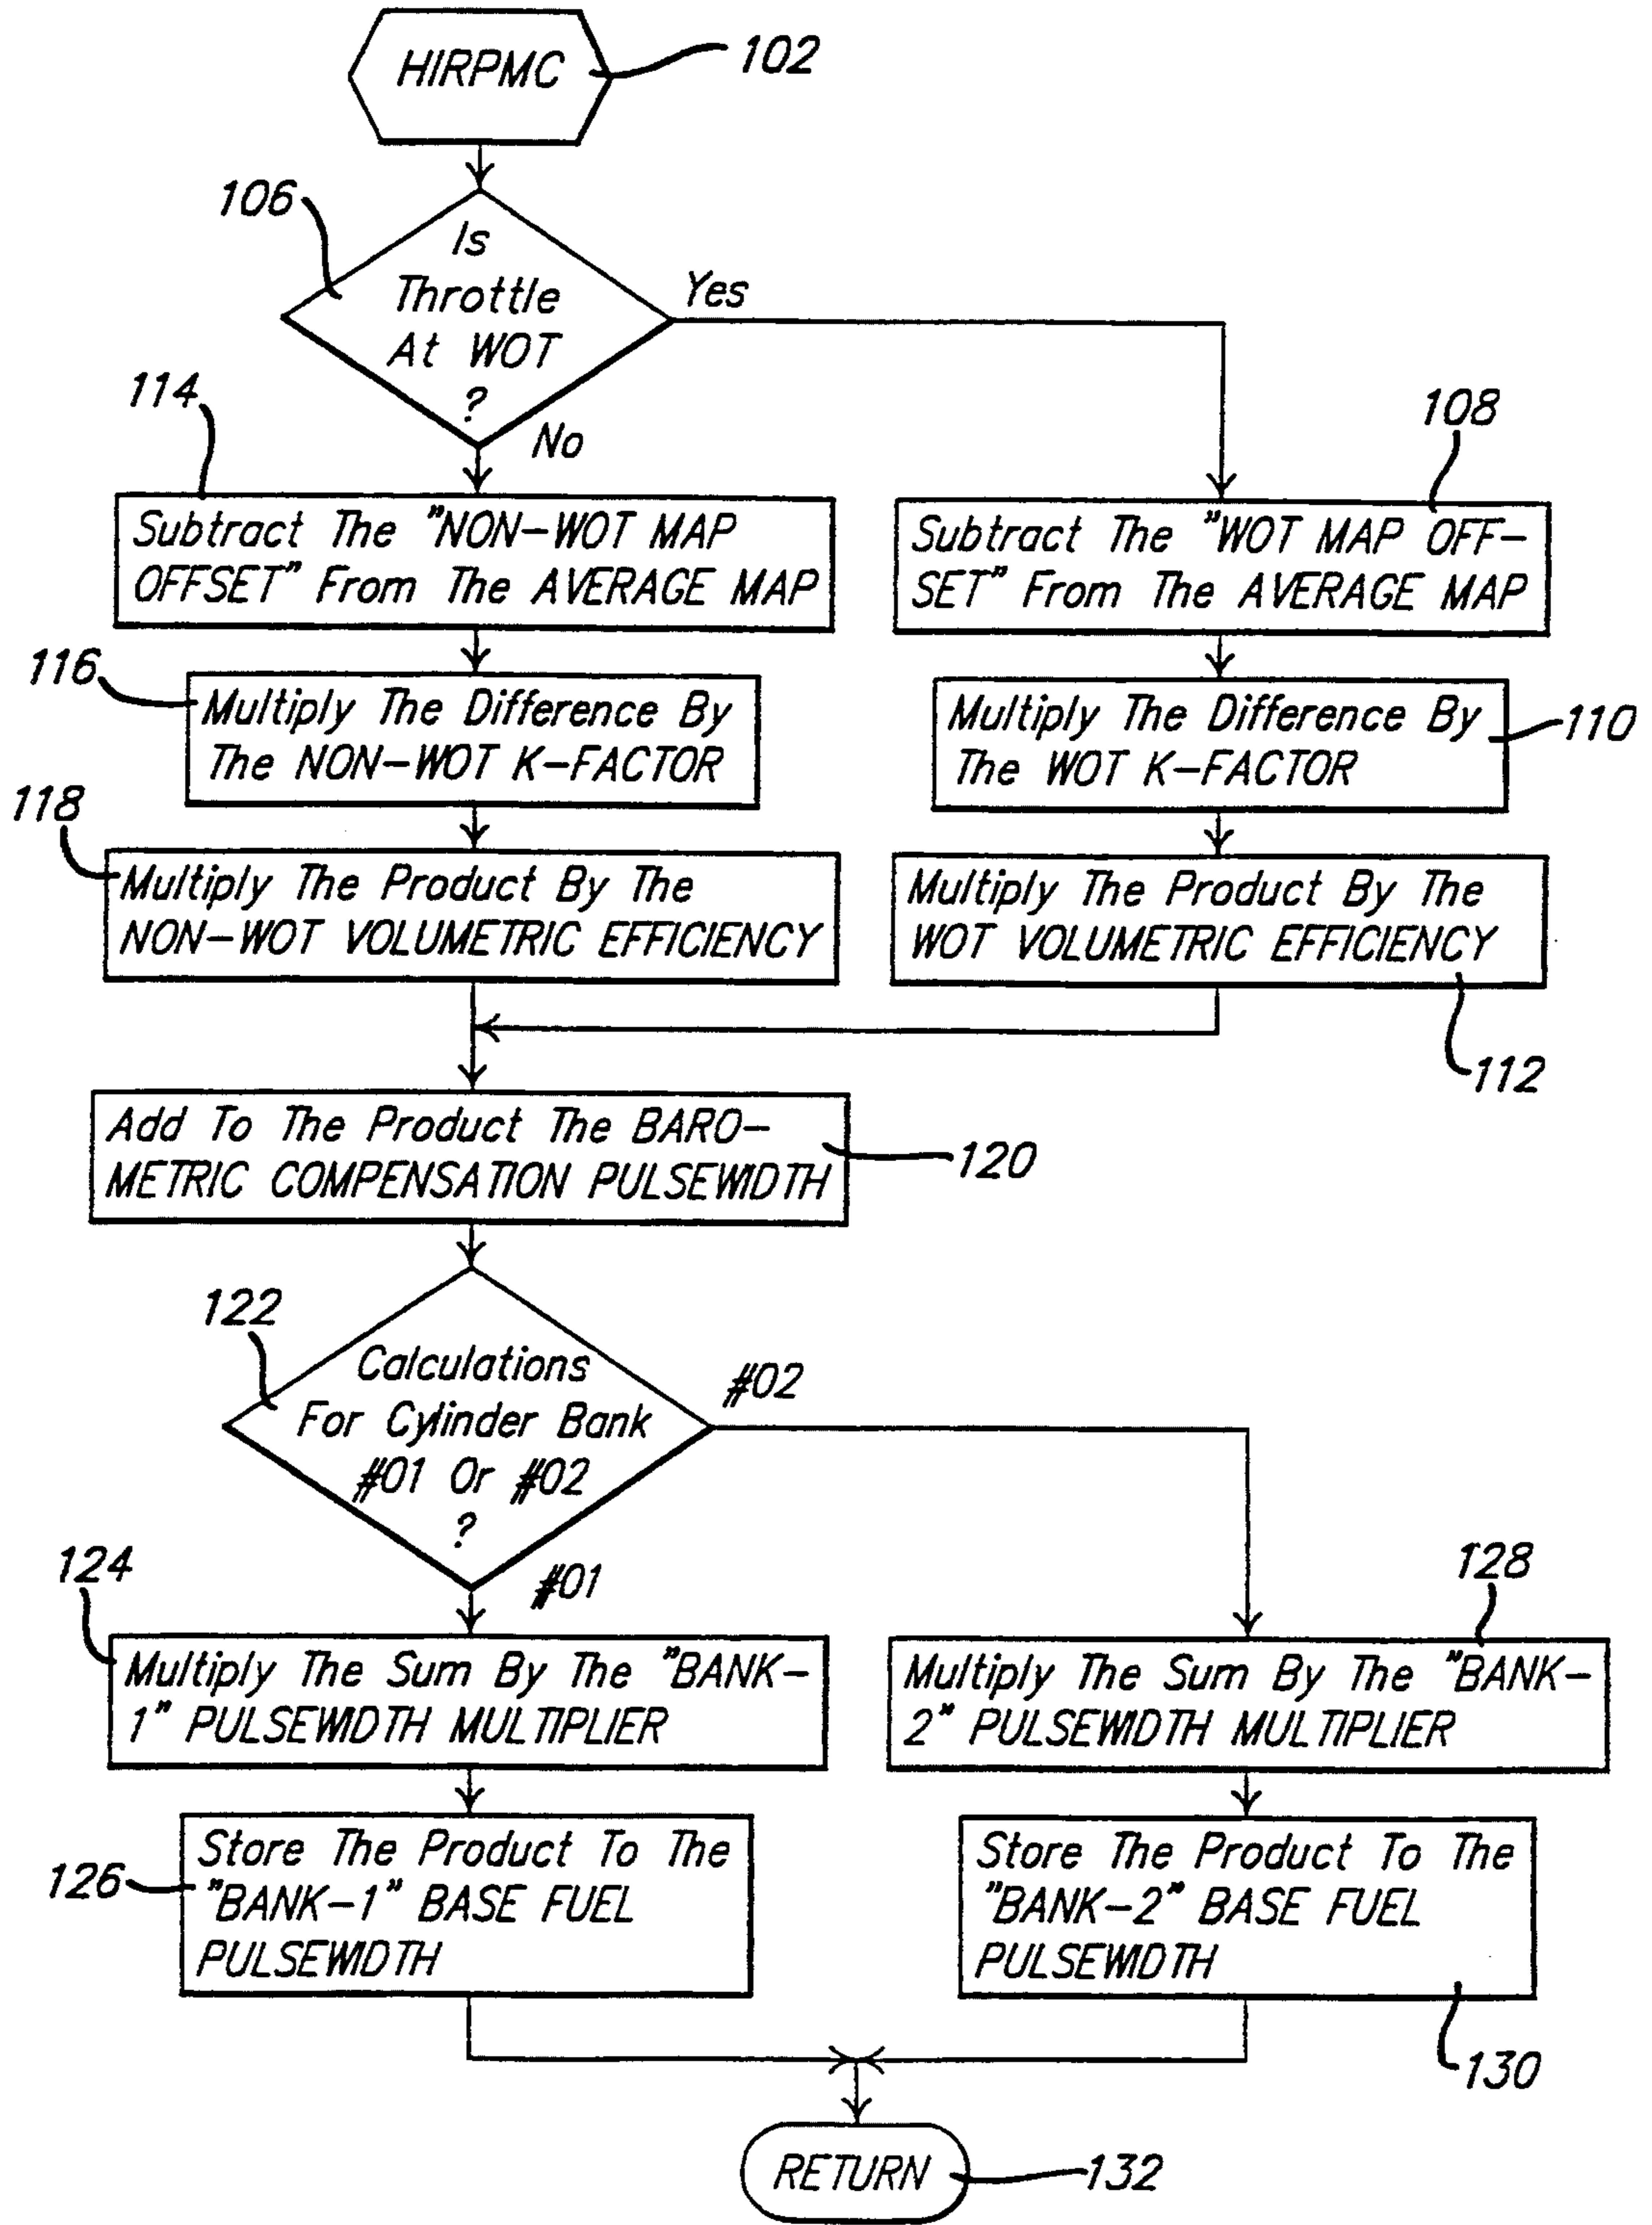 HIRPMC
102
106
Is
Throttle
At WOT
?
Yes
No
114
Subtract The "NON-WOT MAP
OFFSET" From The AVERAGE MAP
108
Subtract The "WOT MAP OFF-
SET" From The AVERAGE MAP
116
Multiply The Difference By
The NON-WOT K-FACTOR
Multiply The Difference By
The WOT K-FACTOR
110
118
Multiply The Product By The
NON-WOT VOLUMETRIC EFFICIENCY
Multiply The Product By The
WOT VOLUMETRIC EFFICIENCY
112
Add To The Product The BARO-
METRIC COMPENSATION PULSEWIDTH
120
122
Calculations
For Cylinder Bank
#01 Or #02
?
#02
#01
124
Multiply The Sum By The "BANK-
1" PULSEWIDTH MULTIPLIER
128
Multiply The Sum By The "BANK-
2" PULSEWIDTH MULTIPLIER
126
Store The Product To The
"BANK-1" BASE FUEL
PULSEWIDTH
Store The Product To The
"BANK-2" BASE FUEL
PULSEWIDTH
130
RETURN
132